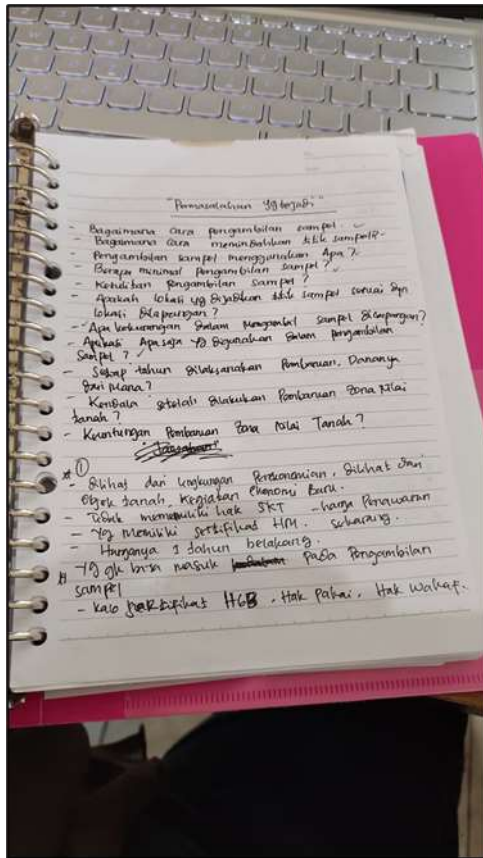 "Permasalahan yg terjadi"
- Bagaimana cara pengambilan sampel.
- Bagaimana cara memindahkan titik sampel?
- Pengambilan sampel menggunakan Apa?
- Berapa minimal pengambilan sampel?
- Kesulitan pengambilan sampel?
- Apakah lokasi yg dijadikan titik sampel sesuai dgn
lokasi dilapangan?
- Apa kekurangan dalam mengambil sampel dilapangan?
- Aplikasi Apa saja yg digunakan dalam pengambilan
sampel?
- Setiap tahun dilaksanakan Pembaruan, Dananya
dari mana?
- Kendala setelah dilakukan Pembaruan Zona Nilai
tanah?
- Keuntungan Pembaruan Zona Nilai Tanah?
①
- dilihat dari lingkungan Perekonomian, dilihat dari
objek tanah, kegiatan ekonomi Baru.
- Tidak memiliki hak SKT - harga Penawaran
- Yg memiliki sertifikat HM. sekarang.
- Harganya 1 tahun belakang.
- Yg gk bisa masuk pada Pengambilan
sampel
- Kalo sertifikat HGB, Hak Pakai, Hak Wakaf.